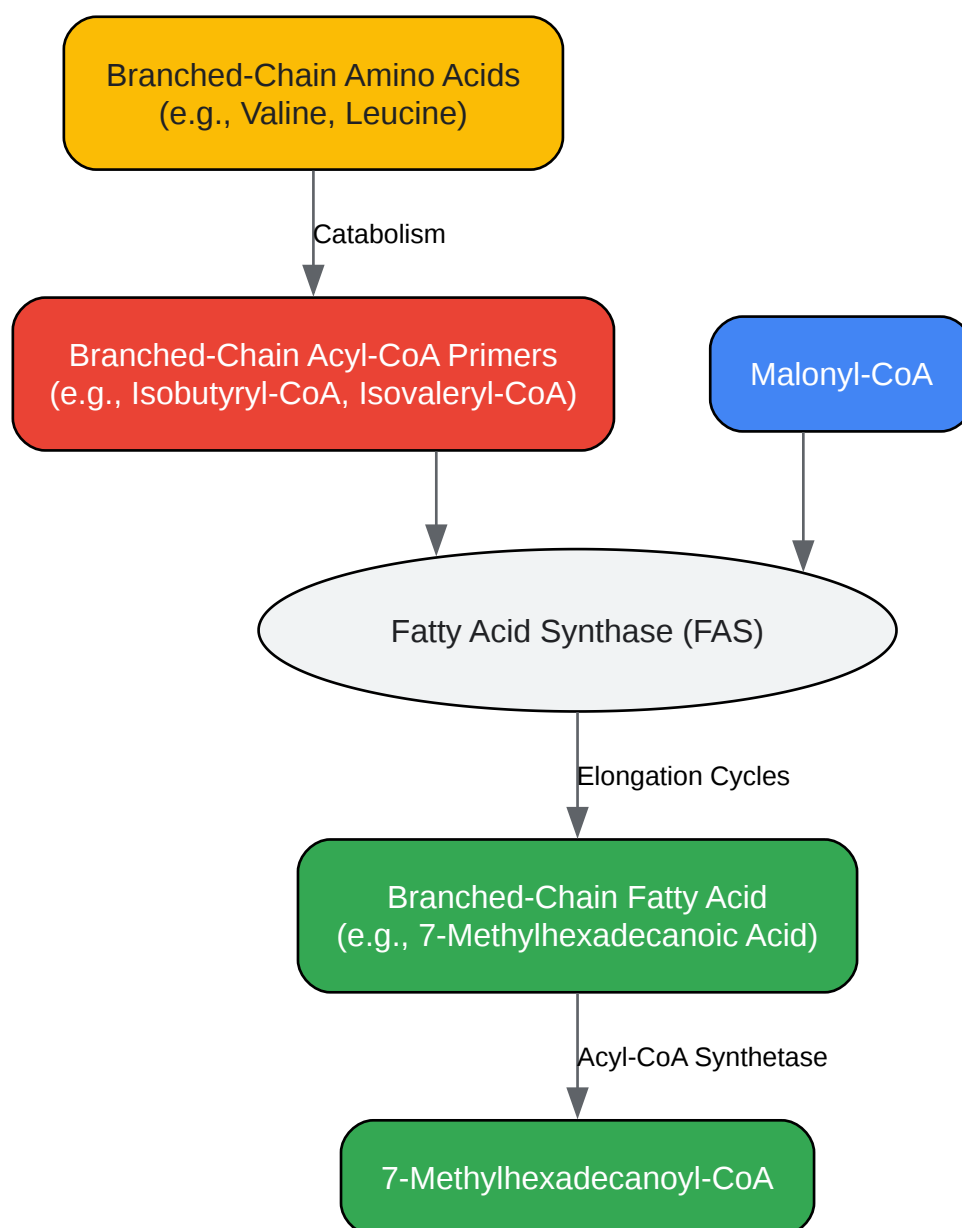 Branched-Chain Amino Acids
(e.g., Valine, Leucine)
Catabolism
Branched-Chain Acyl-CoA Primers
(e.g., Isobutyryl-CoA, Isovaleryl-CoA)
Malonyl-CoA
Fatty Acid Synthase (FAS)
Elongation Cycles
Branched-Chain Fatty Acid
(e.g., 7-Methylhexadecanoic Acid)
Acyl-CoA Synthetase
7-Methylhexadecanoyl-CoA